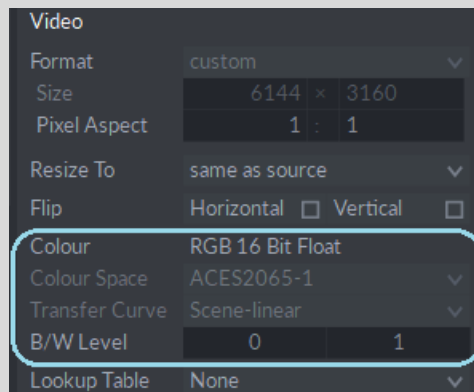 Video
Format custom
Size 6144 × 3160
Pixel Aspect 1 : 1
Resize To same as source
Flip Horizontal Vertical
Colour RGB 16 Bit Float
Colour Space ACES2065-1
Transfer Curve Scene-linear
B/W Level 0 1
Lookup Table None